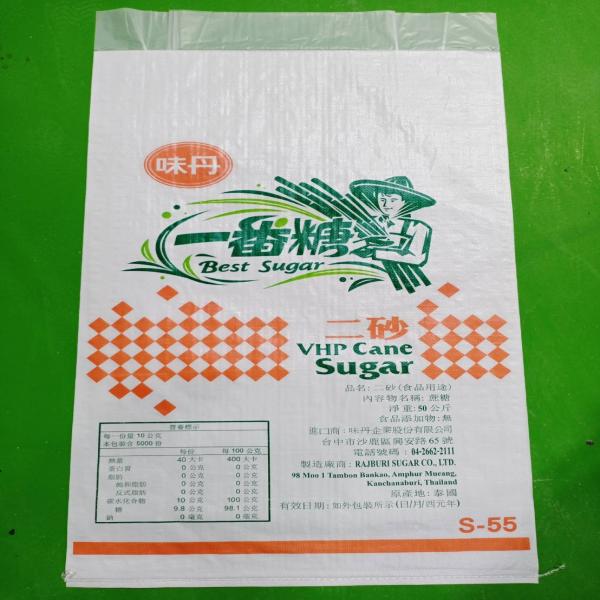 味丹
一番糖
Best Sugar
二砂
VHP Cane
Sugar
品名: 二砂(食品用途)
內容物名稱: 蔗糖
淨重: 50 公斤
食品添加物: 無
進口商: 味丹企業股份有限公司
台中市沙鹿區興安路 65 號
電話號碼 : 04-2662-2111
製造廠商: RAJBURI SUGAR CO., LTD.
98 Moo 1 Tambon Bankao, Amphur Mueang,
Kanchanaburi, Thailand
原產地: 泰國
有效日期: 如外包裝所示(日/月/西元年)
營養標示
每一份量 10 公克
本包裝含 5000 份
每份 每 100 公克
熱量 40 大卡 400 大卡
蛋白質 0 公克 0 公克
脂肪 0 公克 0 公克
飽和脂肪 0 公克 0 公克
反式脂肪 0 公克 0 公克
碳水化合物 10 公克 100 公克
糖 9.8 公克 98.1 公克
鈉 0 毫克 0 毫克
S-55